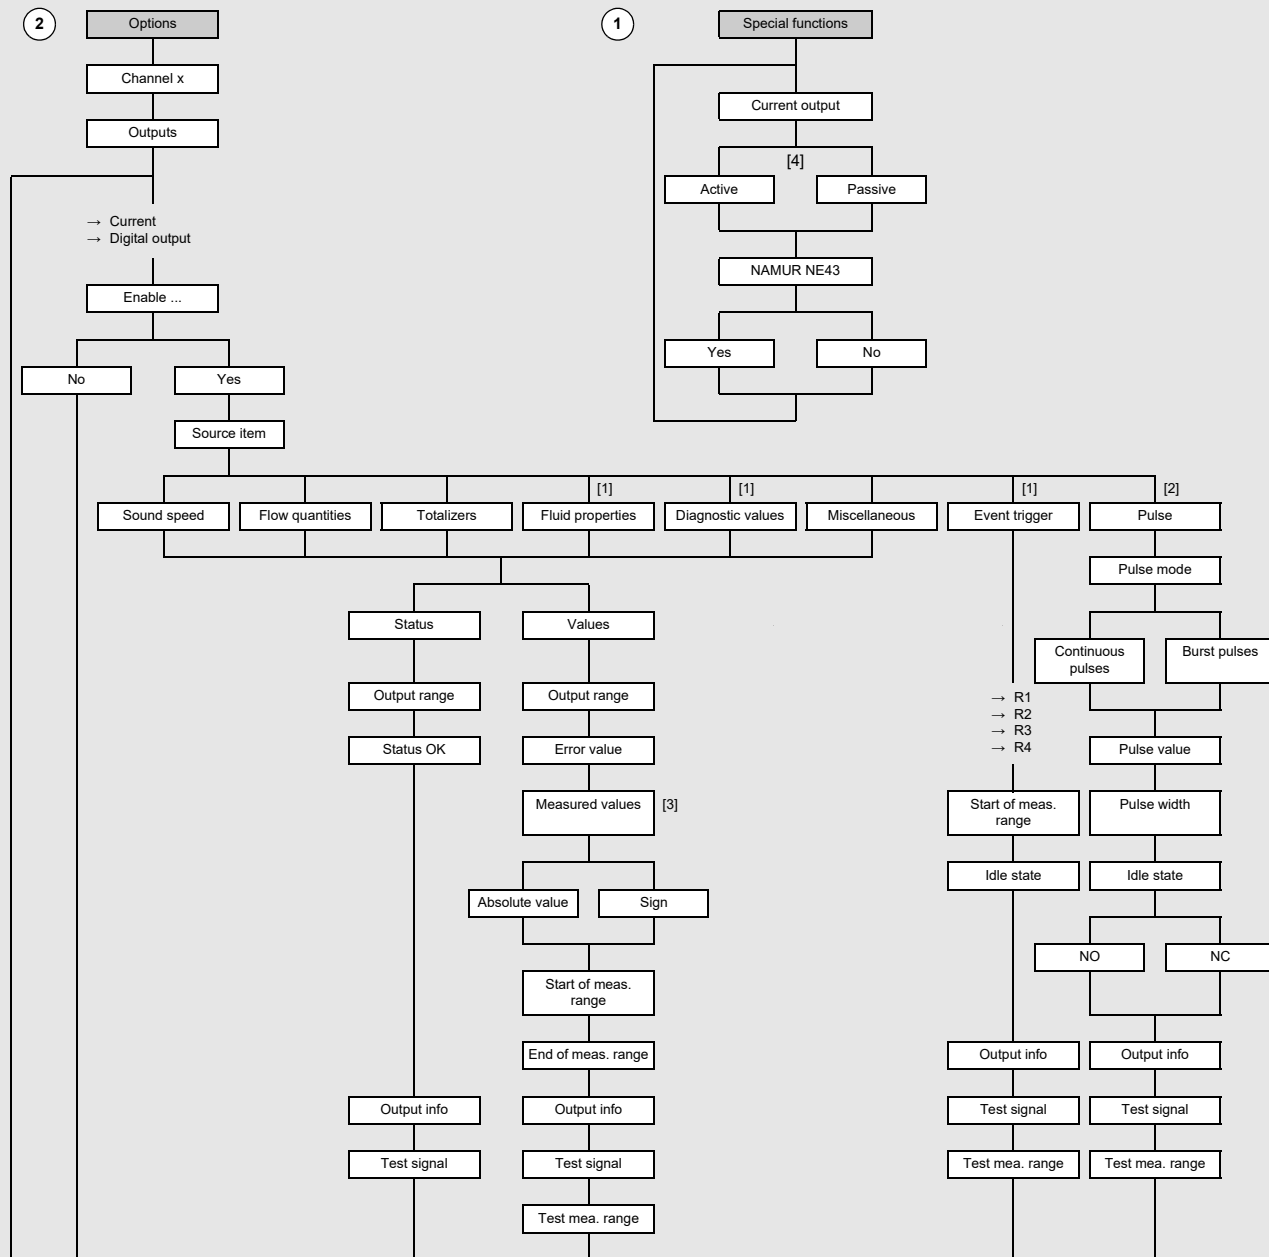 2
Options
1
Special functions
Channel x
Current output
Outputs
[4]
Active
Passive
→ Current
→ Digital output
NAMUR NE43
Enable ...
Yes
No
No
Yes
Source item
[1]
[1]
[1]
[2]
Sound speed
Flow quantities
Totalizers
Fluid properties
Diagnostic values
Miscellaneous
Event trigger
Pulse
Pulse mode
Status
Values
Continuous
pulses
Burst pulses
Output range
Output range
→ R1
→ R2
→ R3
→ R4
Status OK
Error value
Pulse value
Measured values
[3]
Start of meas.
range
Pulse width
Idle state
Idle state
Absolute value
Sign
NO
NC
Start of meas.
range
End of meas. range
Output info
Output info
Output info
Output info
Test signal
Test signal
Test signal
Test signal
Test mea. range
Test mea. range
Test mea. range